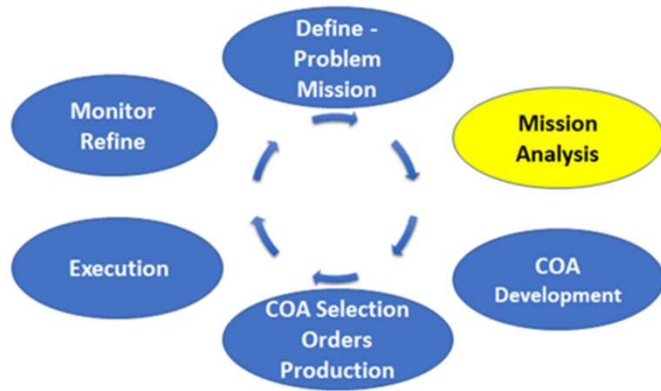 Define -
Problem
Mission
Mission
Analysis
COA
Development
COA Selection
Orders
Production
Execution
Monitor
Refine